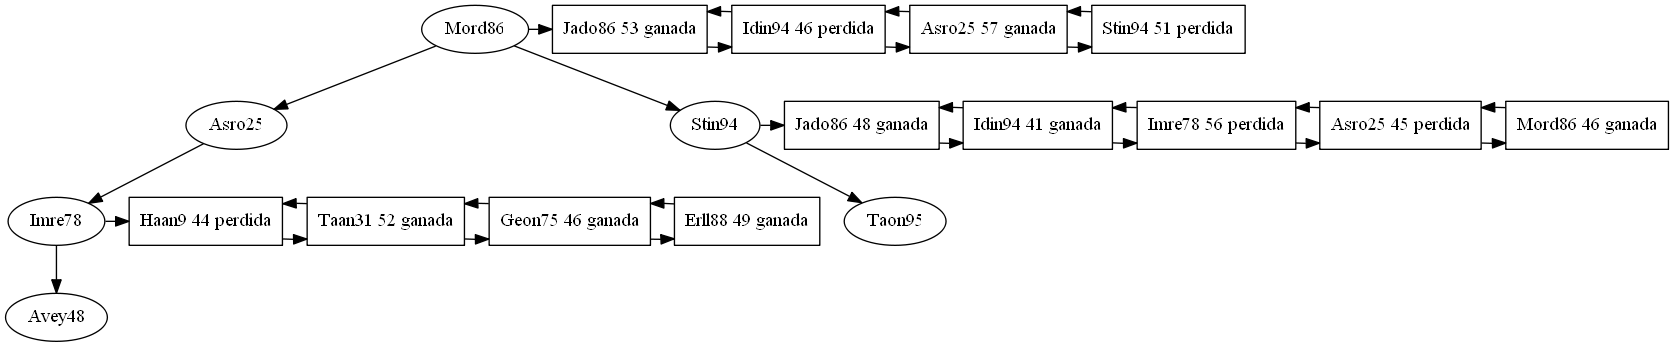 Mord86
Jado86 53 ganada
Idin94 46 perdida
Asro25 57 ganada
Stin94 51 perdida
Asro25
Stin94
Jado86 48 ganada
Idin94 41 ganada
Imre78 56 perdida
Asro25 45 perdida
Mord86 46 ganada
Imre78
Haan9 44 perdida
Taan31 52 ganada
Geon75 46 ganada
Erll88 49 ganada
Taon95
Avey48